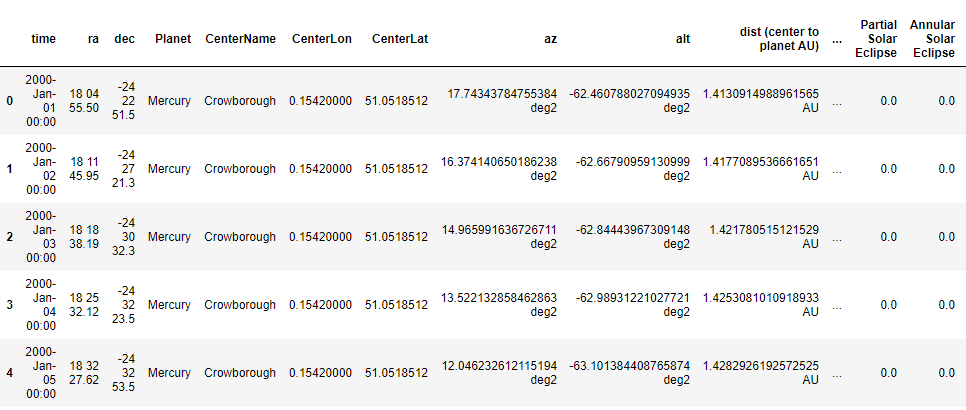 time ra dec Planet CenterName CenterLon CenterLat az alt dist (center to planet AU) ... Partial Solar Eclipse Annular Solar Eclipse
0 2000-Jan-01 00:00 18 04 55.50 -24 22 51.5 Mercury Crowborough 0.15420000 51.0518512 17.74343784755384 deg2 -62.460788027094935 deg2 1.4130914988961565 AU ... 0.0 0.0
1 2000-Jan-02 00:00 18 11 45.95 -24 27 21.3 Mercury Crowborough 0.15420000 51.0518512 16.374140650186238 deg2 -62.66790959130999 deg2 1.4177089536661651 AU ... 0.0 0.0
2 2000-Jan-03 00:00 18 18 38.19 -24 30 32.3 Mercury Crowborough 0.15420000 51.0518512 14.965991636726711 deg2 -62.84443967309148 deg2 1.421780515121529 AU ... 0.0 0.0
3 2000-Jan-04 00:00 18 25 32.12 -24 32 23.5 Mercury Crowborough 0.15420000 51.0518512 13.522132858462863 deg2 -62.98931221027721 deg2 1.4253081010918933 AU ... 0.0 0.0
4 2000-Jan-05 00:00 18 32 27.62 -24 32 53.5 Mercury Crowborough 0.15420000 51.0518512 12.046232612115194 deg2 -63.101384408765874 deg2 1.4282926192572525 AU ... 0.0 0.0